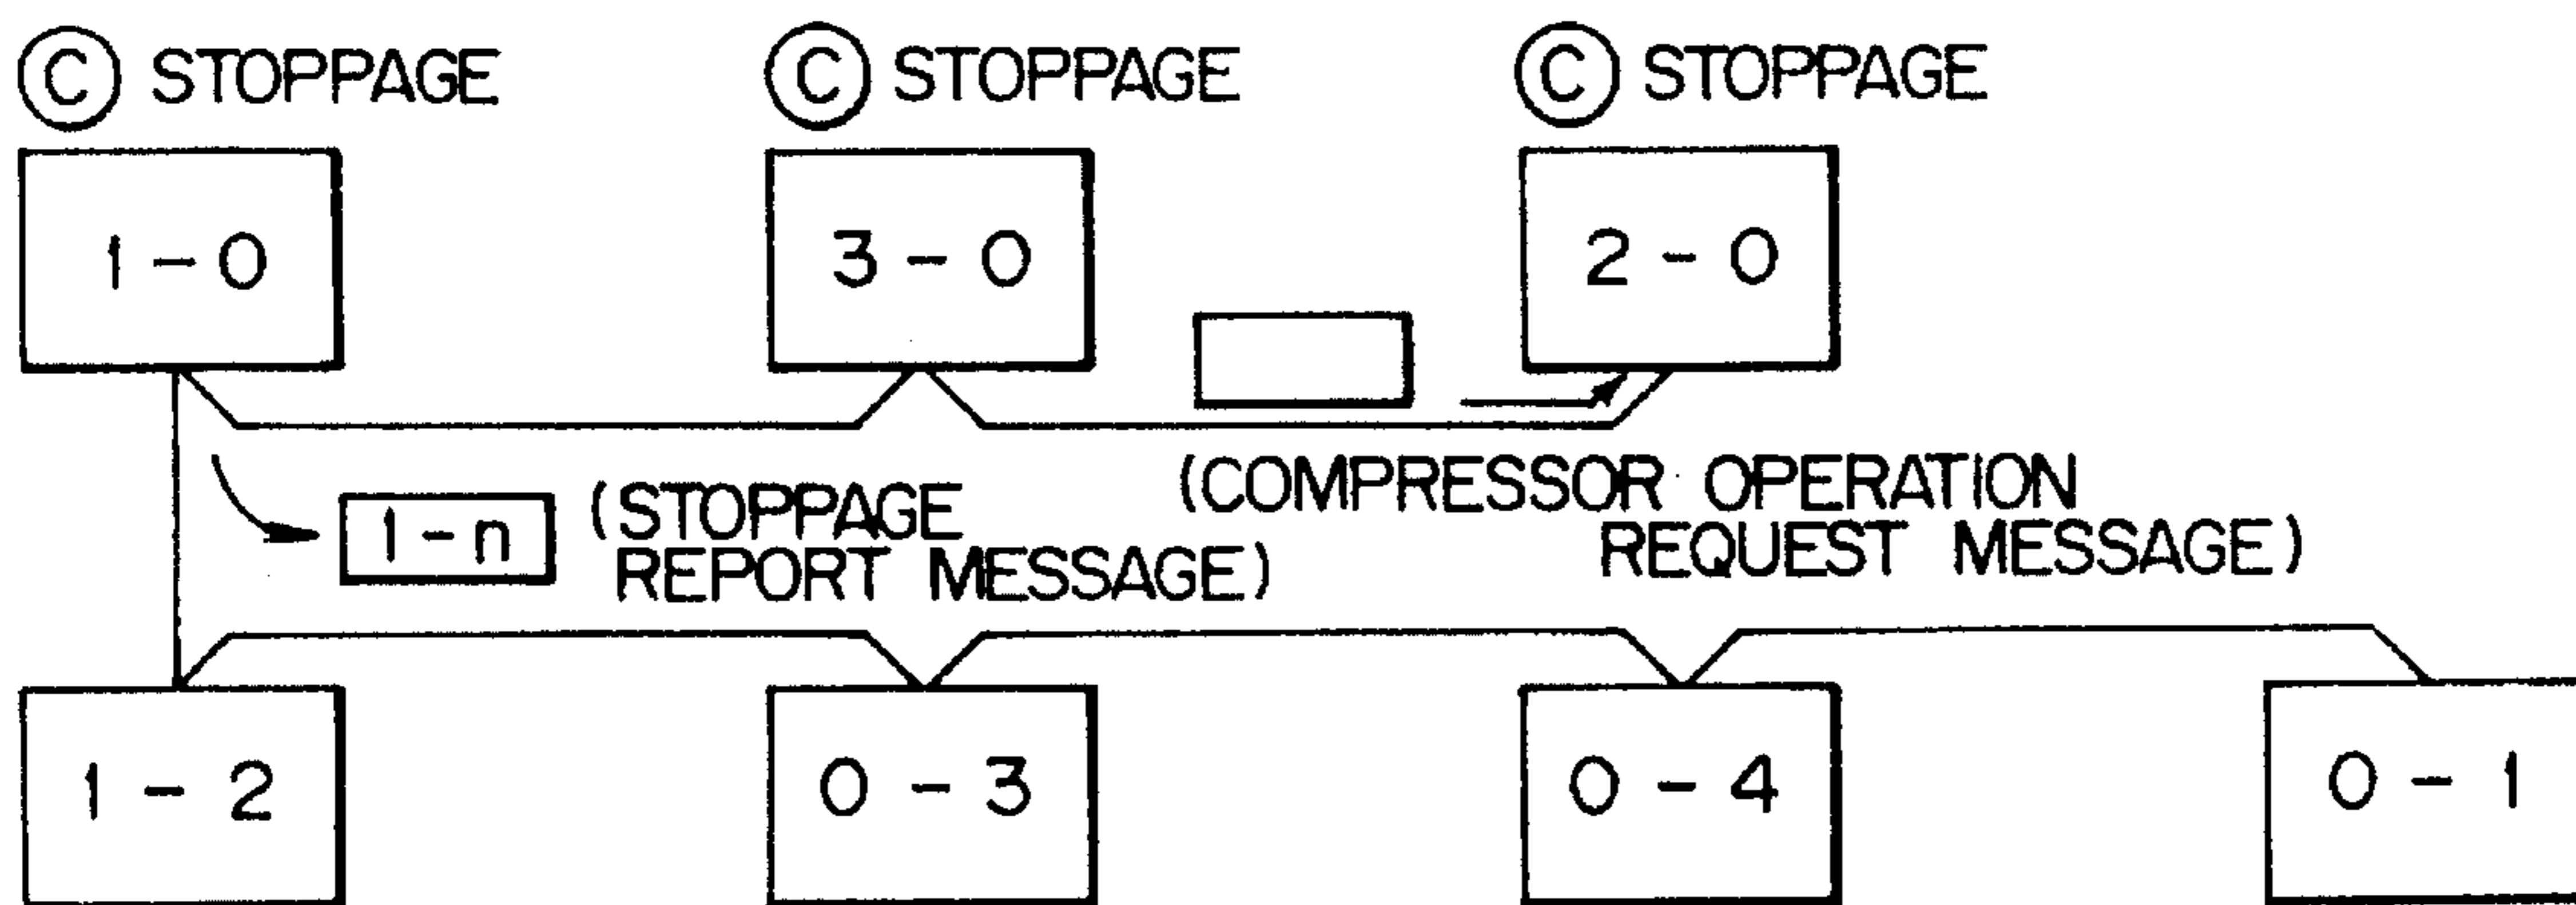 Ⓒ STOPPAGE
Ⓒ STOPPAGE
Ⓒ STOPPAGE
1 - 0
3 - 0
2 - 0
1 - n
(STOPPAGE
REPORT MESSAGE)
(COMPRESSOR OPERATION
REQUEST MESSAGE)
1 - 2
0 - 3
0 - 4
0 - 1